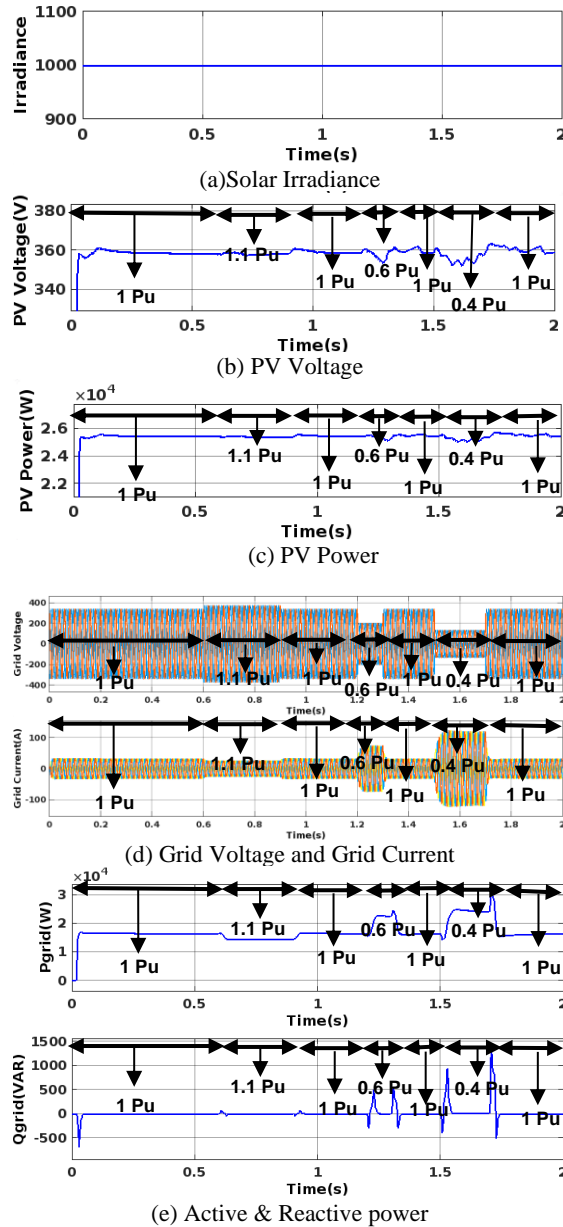 1100
1000
900
Irradiance
0 0.5 1 1.5 2
Time(s)
(a)Solar Irradiance
380
360
340
PV Voltage(V)
1.1 Pu 0.6 Pu
1 Pu 1 Pu 1 Pu 1 Pu
0.4 Pu
0 0.5 1 1.5 2
Time(s)
(b) PV Voltage
×10⁴
2.6
2.4
2.2
PV Power(W)
1.1 Pu 0.6 Pu 0.4 Pu
1 Pu 1 Pu 1 Pu 1 Pu
0 0.5 1 1.5 2
Time(s)
(c) PV Power
400
200
0
-200
-400
Grid Voltage
1 Pu 1.1 Pu 1 Pu 0.6 Pu 1 Pu 0.4 Pu 1 Pu
0 0.2 0.4 0.6 0.8 1 1.2 1.4 1.6 1.8 2.0
Time(s)
100
0
-100
Grid Current(A)
1.1 Pu 0.6 Pu 0.4 Pu
1 Pu 1 Pu 1 Pu 1 Pu
0 0.2 0.4 0.6 0.8 1 1.2 1.4 1.6 1.8 2.0
Time(s)
(d) Grid Voltage and Grid Current
×10⁴
3
2
1
0
Pgrid(W)
1.1 Pu 0.6 Pu 0.4 Pu
1 Pu 1 Pu 1 Pu 1 Pu
0 0.5 1 1.5 2
Time(s)
1500
1000
500
0
-500
Qgrid(VAR)
1.1 Pu 0.6 Pu 0.4 Pu
1 Pu 1 Pu 1 Pu 1 Pu
0 0.5 1 1.5 2
Time(s)
(e) Active & Reactive power